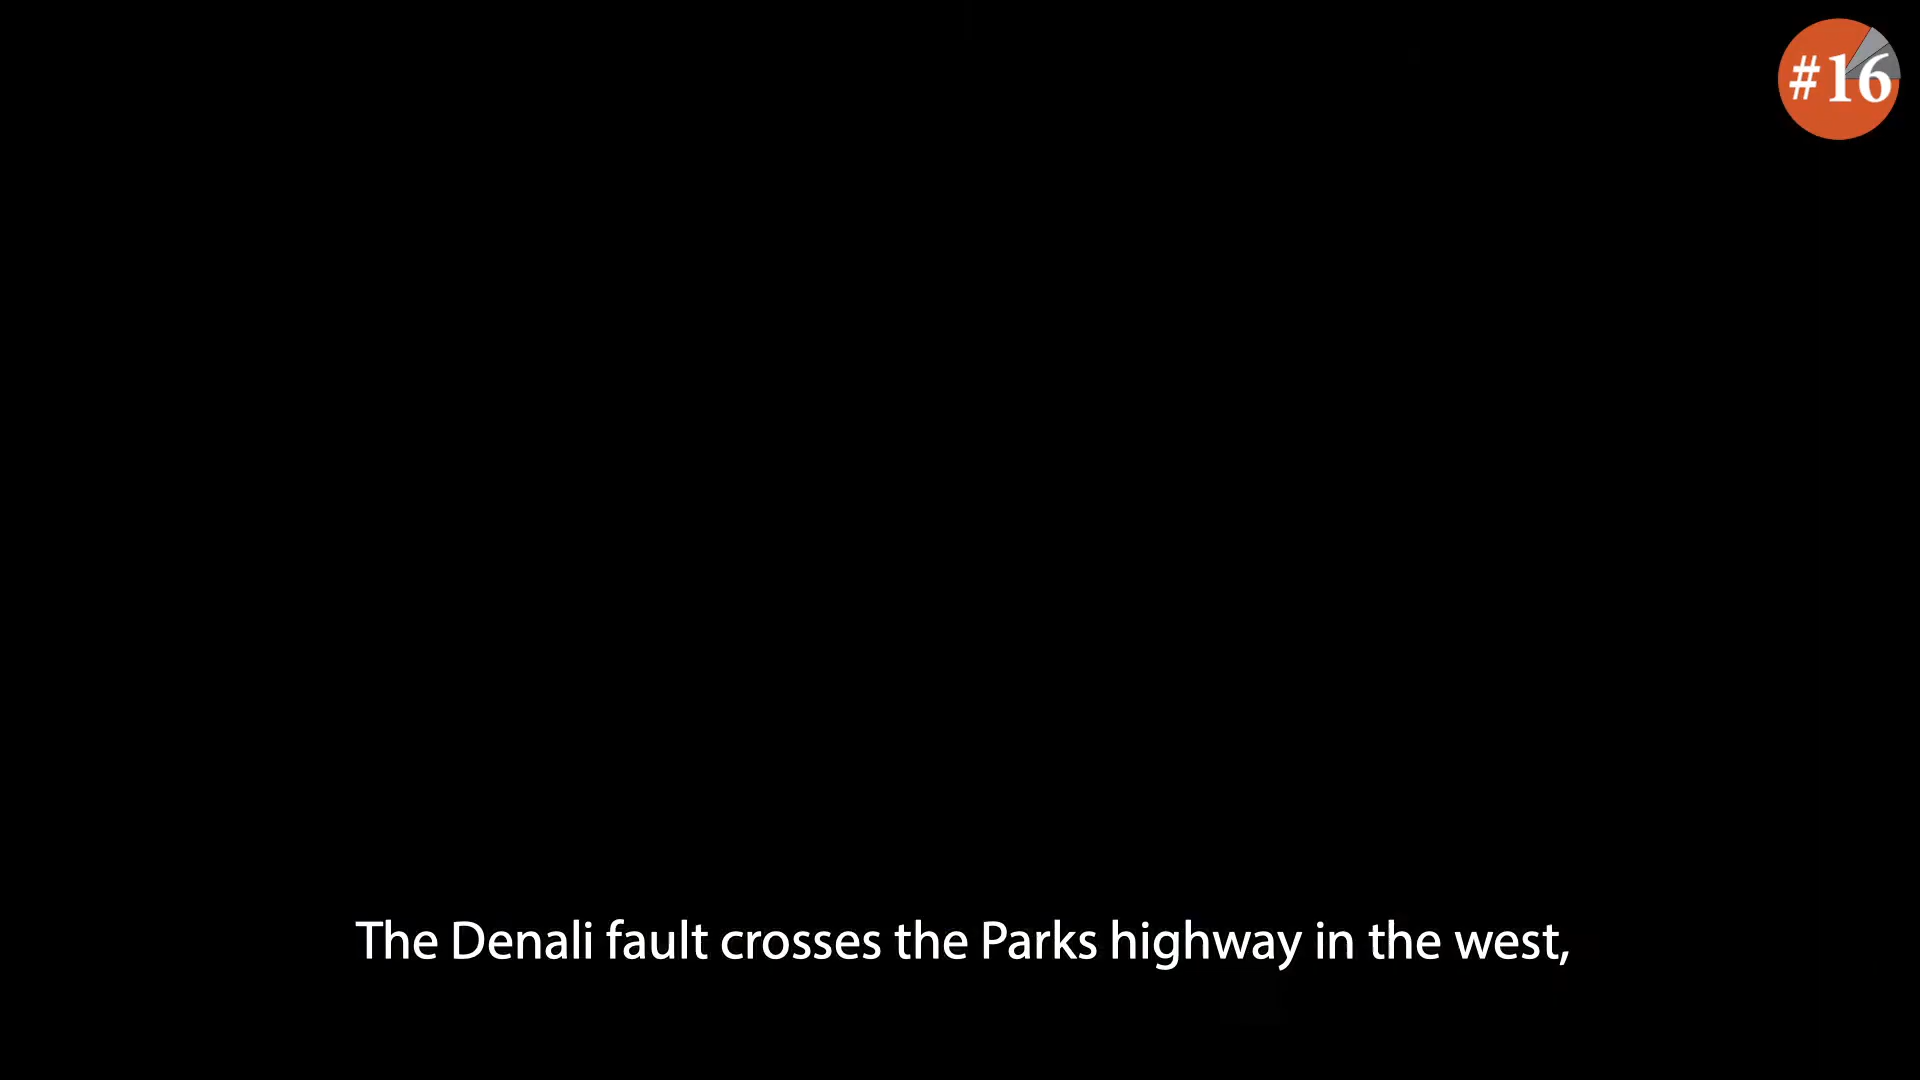 #16
The Denali fault crosses the Parks highway in the west,